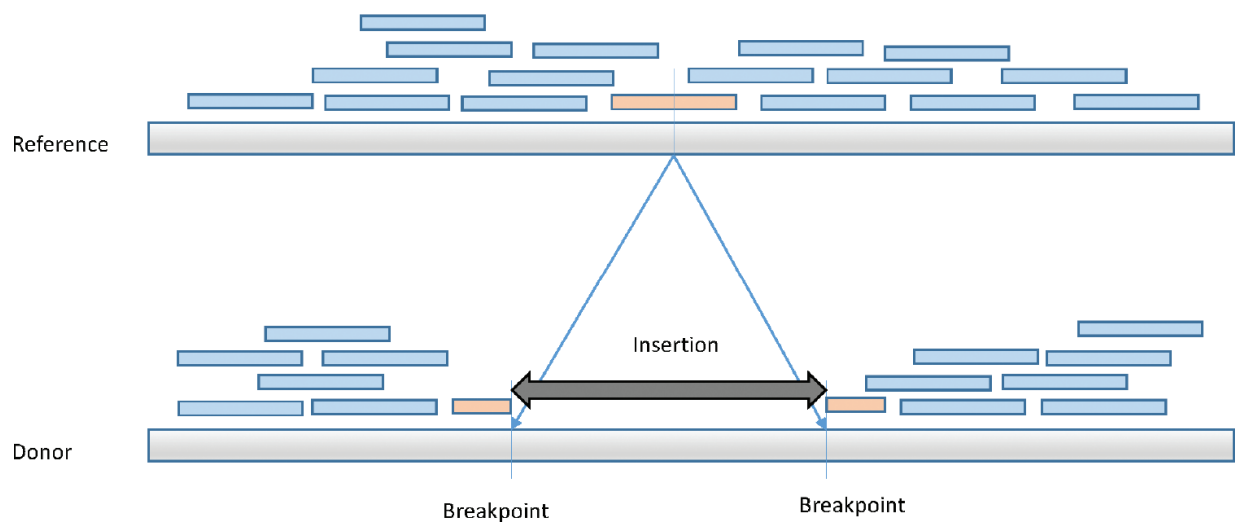 Reference
Insertion
Donor
Breakpoint
Breakpoint